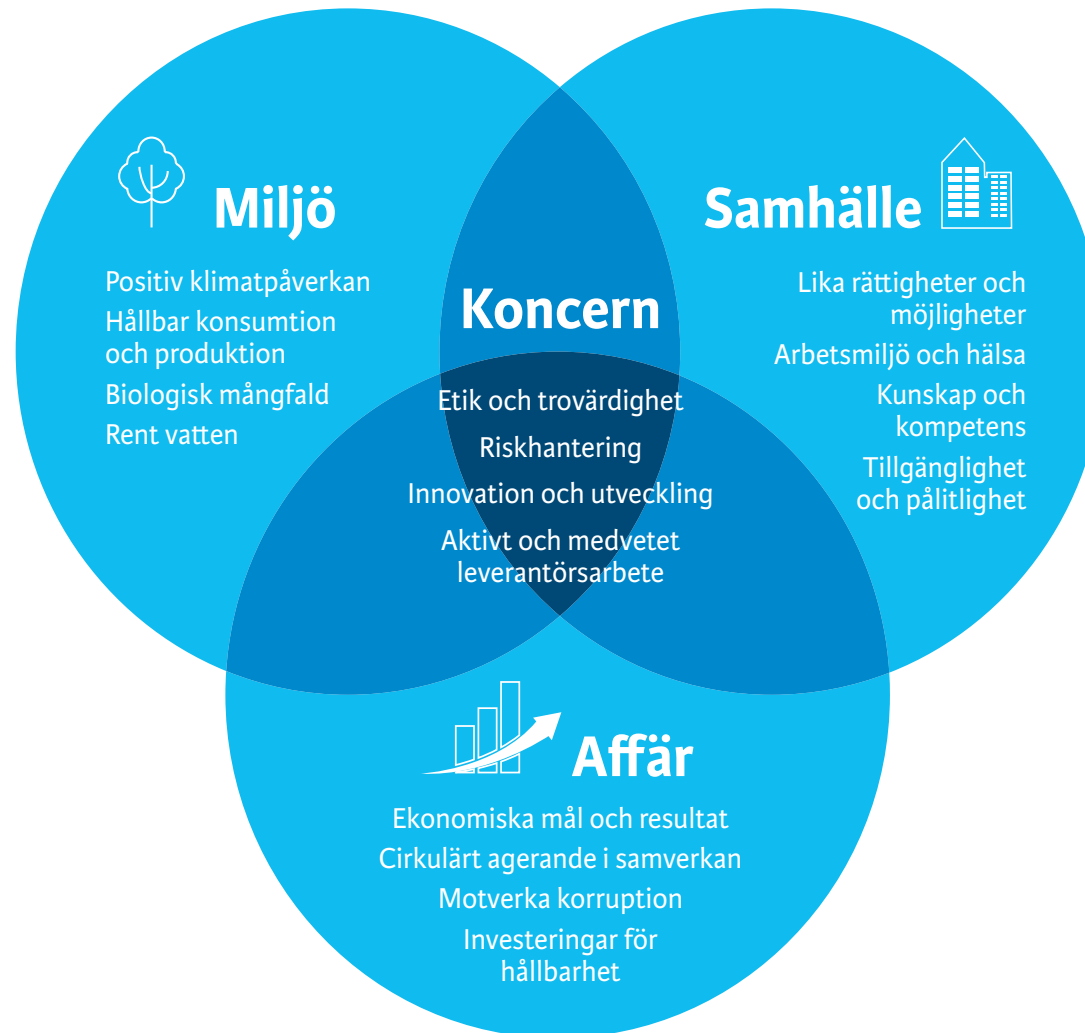 Miljö
Positiv klimatpåverkan
Hållbar konsumtion
och produktion
Biologisk mångfald
Rent vatten
Samhälle
Lika rättigheter och
möjligheter
Arbetsmiljö och hälsa
Kunskap och
kompetens
Tillgänglighet
och pålitlighet
Koncern
Etik och trovärdighet
Riskhantering
Innovation och utveckling
Aktivt och medvetet
leverantörsarbete
Affär
Ekonomiska mål och resultat
Cirkulärt agerande i samverkan
Motverka korruption
Investeringar för
hållbarhet